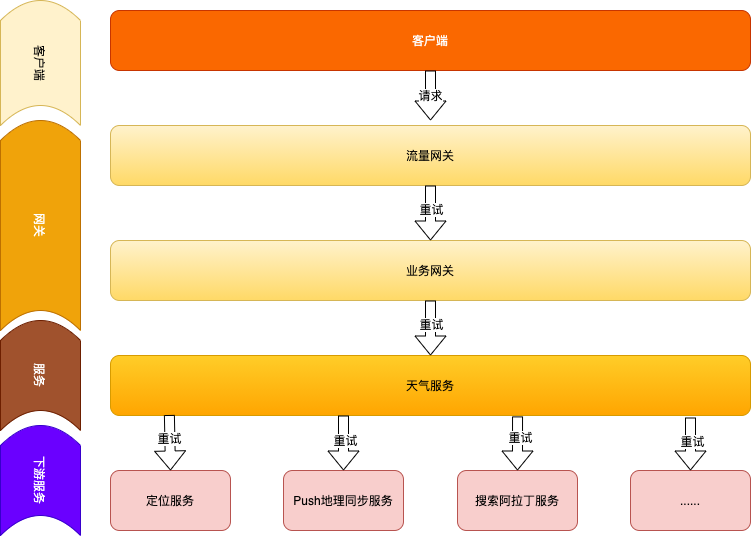 客户端
客户端
请求
网关
流量网关
重试
业务网关
重试
服务
天气服务
重试
重试
重试
重试
下游服务
定位服务
Push地理同步服务
搜索阿拉丁服务
......